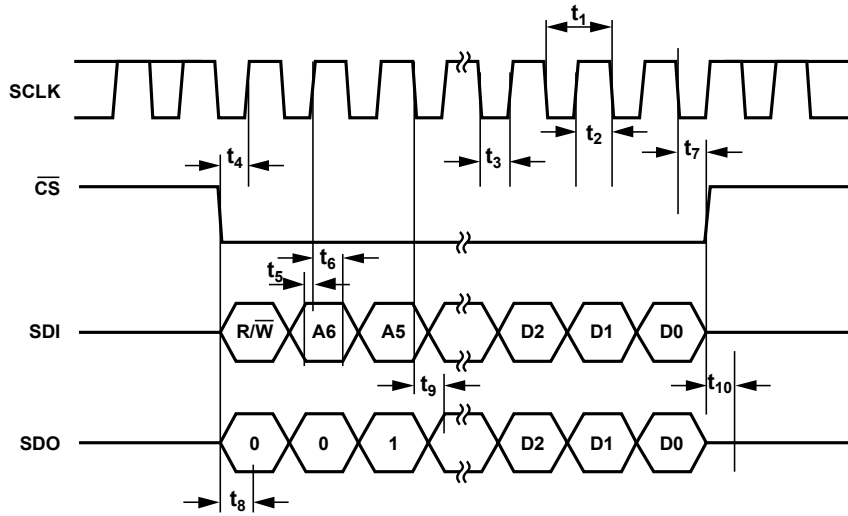 t1
SCLK
t4
t3
t2
t7
CS
t6
t5
SDI R/W A6 A5 D2 D1 D0
t9
t10
SDO 0 0 1 D2 D1 D0
t8